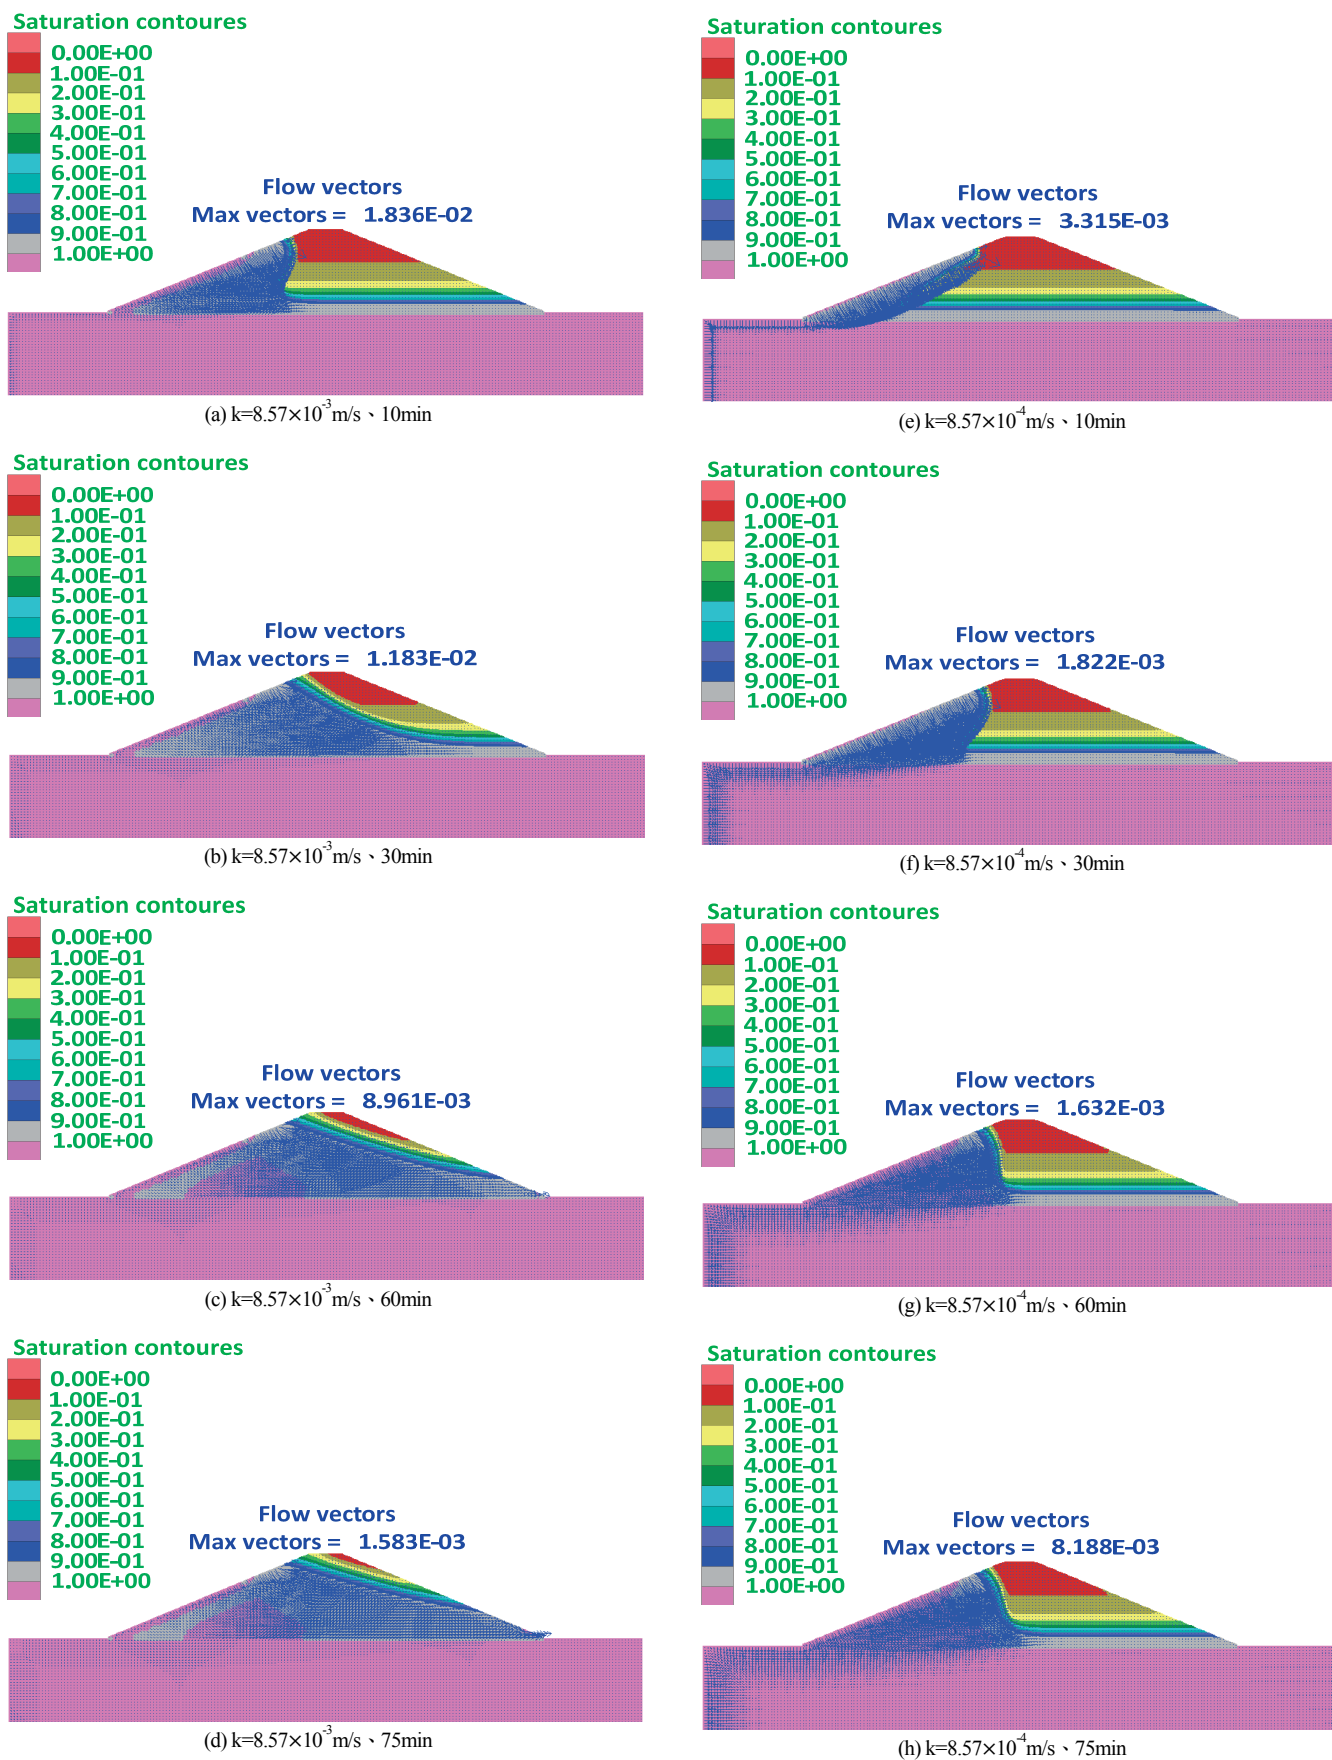 Saturation contoures
0.00E+00
1.00E-01
2.00E-01
3.00E-01
4.00E-01
5.00E-01
6.00E-01
7.00E-01
8.00E-01
9.00E-01
1.00E+00
Flow vectors
Max vectors = 1.836E-02
(a) k=8.57×10⁻³m/s、10min
Saturation contoures
0.00E+00
1.00E-01
2.00E-01
3.00E-01
4.00E-01
5.00E-01
6.00E-01
7.00E-01
8.00E-01
9.00E-01
1.00E+00
Flow vectors
Max vectors = 1.183E-02
(b) k=8.57×10⁻³m/s、30min
Saturation contoures
0.00E+00
1.00E-01
2.00E-01
3.00E-01
4.00E-01
5.00E-01
6.00E-01
7.00E-01
8.00E-01
9.00E-01
1.00E+00
Flow vectors
Max vectors = 8.961E-03
(c) k=8.57×10⁻³m/s、60min
Saturation contoures
0.00E+00
1.00E-01
2.00E-01
3.00E-01
4.00E-01
5.00E-01
6.00E-01
7.00E-01
8.00E-01
9.00E-01
1.00E+00
Flow vectors
Max vectors = 1.583E-03
(d) k=8.57×10⁻³m/s、75min
Saturation contoures
0.00E+00
1.00E-01
2.00E-01
3.00E-01
4.00E-01
5.00E-01
6.00E-01
7.00E-01
8.00E-01
9.00E-01
1.00E+00
Flow vectors
Max vectors = 3.315E-03
(e) k=8.57×10⁻⁴m/s、10min
Saturation contoures
0.00E+00
1.00E-01
2.00E-01
3.00E-01
4.00E-01
5.00E-01
6.00E-01
7.00E-01
8.00E-01
9.00E-01
1.00E+00
Flow vectors
Max vectors = 1.822E-03
(f) k=8.57×10⁻⁴m/s、30min
Saturation contoures
0.00E+00
1.00E-01
2.00E-01
3.00E-01
4.00E-01
5.00E-01
6.00E-01
7.00E-01
8.00E-01
9.00E-01
1.00E+00
Flow vectors
Max vectors = 1.632E-03
(g) k=8.57×10⁻⁴m/s、60min
Saturation contoures
0.00E+00
1.00E-01
2.00E-01
3.00E-01
4.00E-01
5.00E-01
6.00E-01
7.00E-01
8.00E-01
9.00E-01
1.00E+00
Flow vectors
Max vectors = 8.188E-03
(h) k=8.57×10⁻⁴m/s、75min